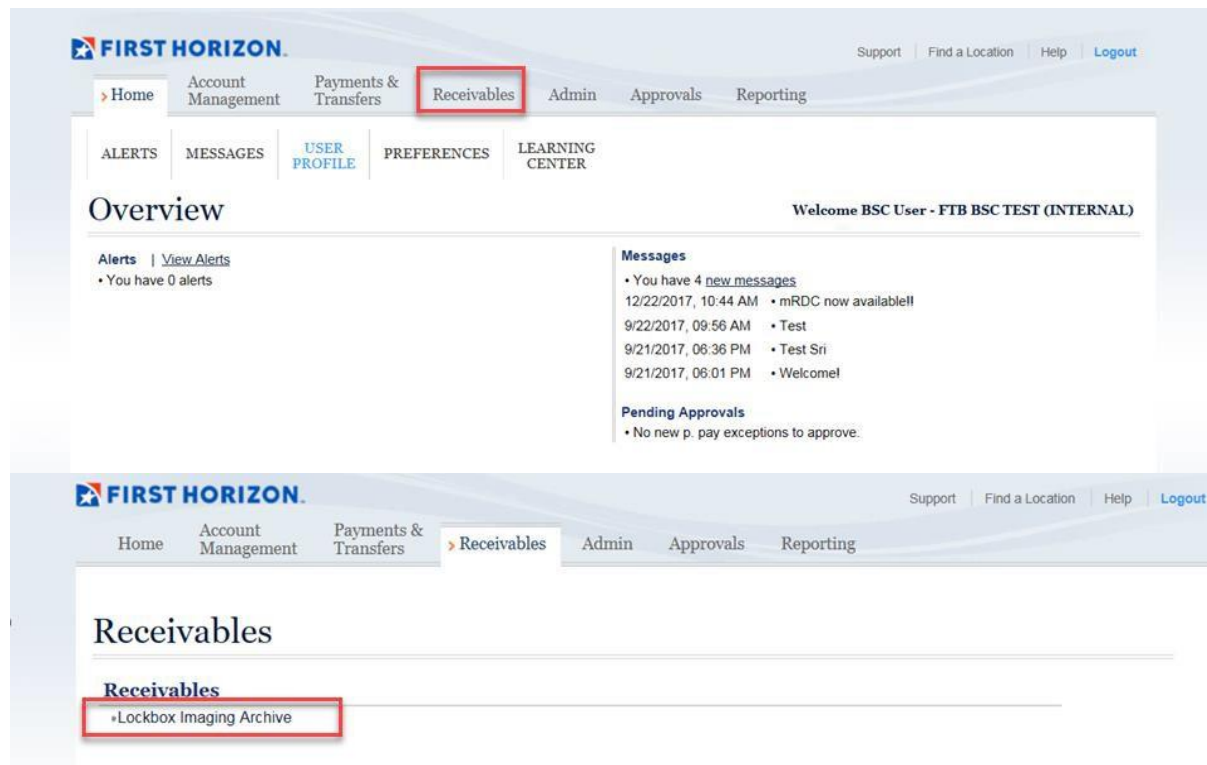 FIRST HORIZON.
Support Find a Location Help Logout
Home Account Management Payments & Transfers Receivables Admin Approvals Reporting
ALERTS MESSAGES USER PROFILE PREFERENCES LEARNING CENTER
Overview
Welcome BSC User - FTB BSC TEST (INTERNAL)
Alerts | View Alerts
• You have 0 alerts
Messages
• You have 4 new messages
12/22/2017, 10:44 AM • mRDC now available!!
9/22/2017, 09:56 AM • Test
9/21/2017, 06:36 PM • Test Sri
9/21/2017, 06:01 PM • Welcome!
Pending Approvals
• No new p. pay exceptions to approve.
FIRST HORIZON.
Support Find a Location Help Logout
Home Account Management Payments & Transfers Receivables Admin Approvals Reporting
Receivables
Receivables
»Lockbox Imaging Archive